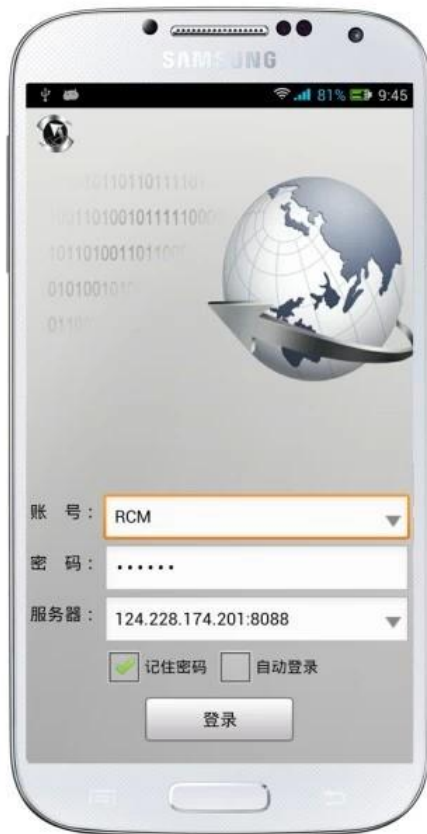 SAMSUNG
81% 9:45
账 号：
RCM
密 码：
••••••
服务器：
124.228.174.201:8088
记住密码 自动登录
登录